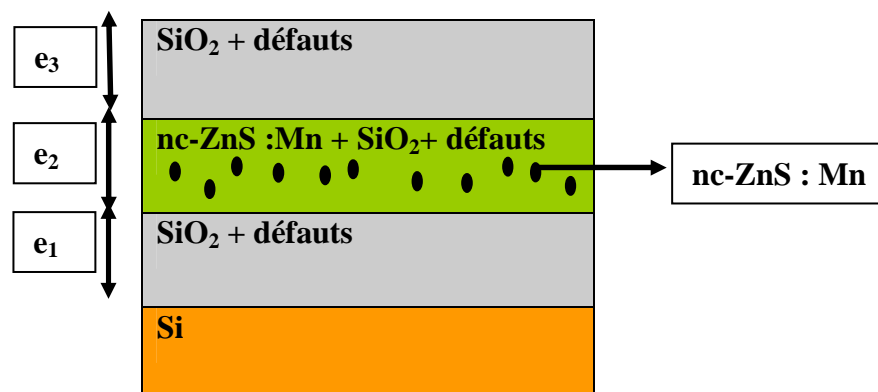 e₃
SiO₂ + défauts
e₂
nc-ZnS :Mn + SiO₂+ défauts
nc-ZnS : Mn
e₁
SiO₂ + défauts
Si